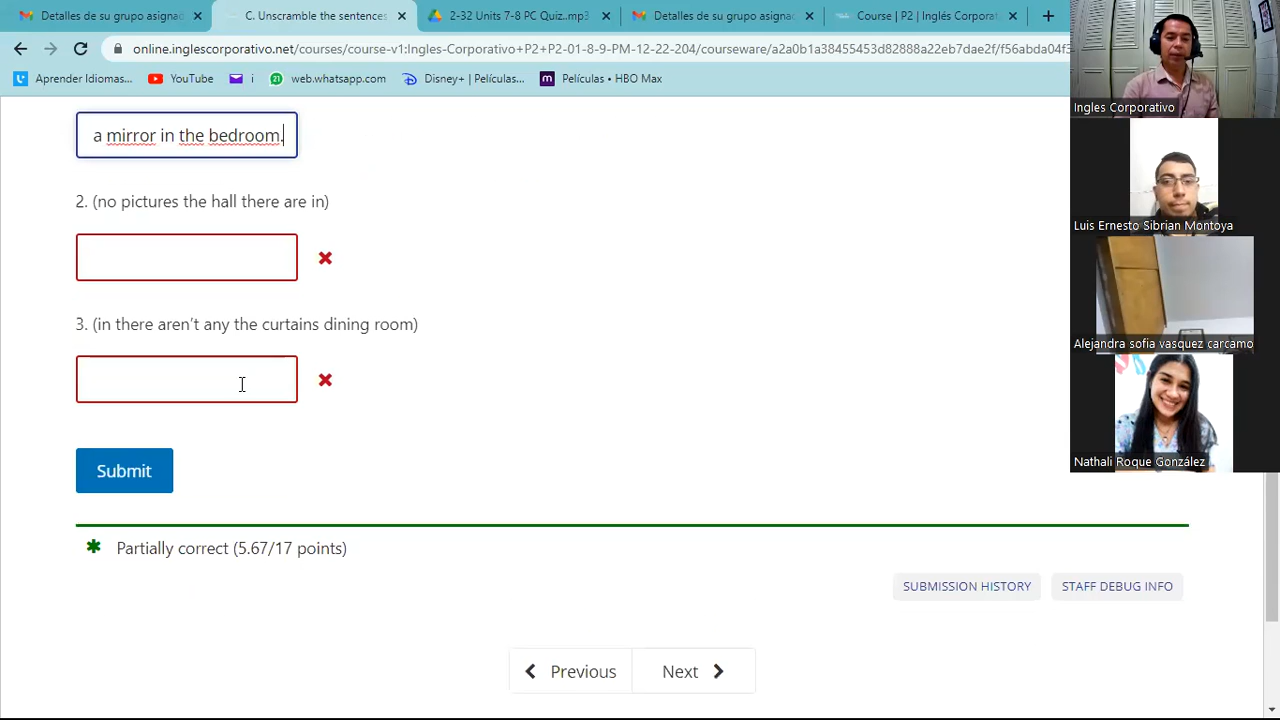 Detalles de su grupo asignad
C. Unscramble the sentences
2-32 Units 7-8 PC Quiz..mp3
Detalles de su grupo asignad
Course | P2 | Inglés Corporati
online.inglescorporativo.net/courses/course-v1:Ingles-Corporativo+P2+P2-01-8-9-PM-12-22-204/courseware/
Aprender Idiomas...
YouTube
i
web.whatsapp.com
Disney+ | Películas...
Películas • HBO Max
a mirror in the bedroom.
2. (no pictures the hall there are in)
3. (in there aren't any the curtains dining room)
Submit
Partially correct (5.67/17 points)
SUBMISSION HISTORY
STAFF DEBUG INFO
Previous
Next
Ingles Corporativo
Luis Ernesto Sibrian Montoya
Alejandra sofia vasquez carcamo
Nathali Roque González